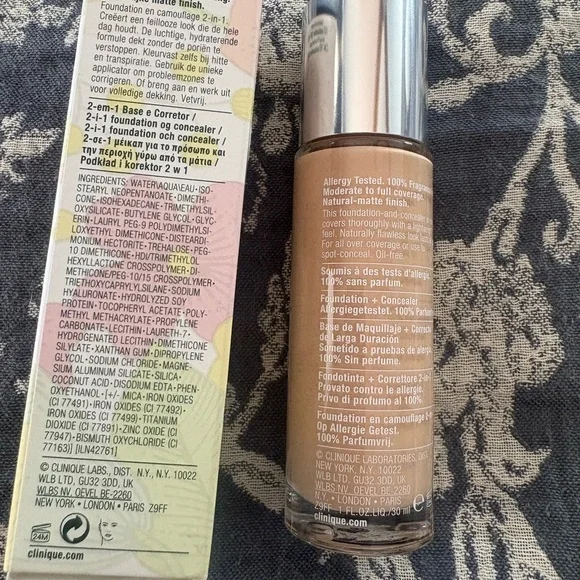 matte finish.
Foundation en camouflage 2-in-1.
Creëert een feilloze look die de hele
dag houdt. De luchtige, hydraterende
formule dekt zonder de poriën te
verstoppen. Kleurvast zelfs bij hitte
en transpiratie. Gebruik de unieke
applicator om probleemzones te
corrigeren. Of breng aan en werk uit
voor volledige dekking. Vetvrij.
2-em-1 Base e Corretor /
2-i-1 foundation og concealer /
2-i-1 foundation och concealer /
2-σε-1 μέικαπ για το πρόσωπο και
την περιοχή γύρω από τα μάτια /
Podkład i korektor 2 w 1
INGREDIENTS: WATER\AQUA\EAU•ISO-
STEARYL NEOPENTANOATE•DIMETHI-
CONE•ISOHEXADECANE•TRIMETHYLSIL-
OXYSILICATE•BUTYLENE GLYCOL•GLYC-
ERIN•LAURYL PEG-9 POLYDIMETHYLSI-
LOXYETHYL DIMETHICONE•DISTEARDI-
MONIUM HECTORITE•TREHALOSE•PEG-
10 DIMETHICONE•HDI/TRIMETHYLOL
HEXYLLACTONE CROSSPOLYMER•DI-
METHICONE/PEG-10/15 CROSSPOLYMER•
TRIETHOXYCAPRYLYLSILANE•SODIUM
HYALURONATE•HYDROLYZED SOY
PROTEIN•TOCOPHERYL ACETATE•POLY-
METHYL METHACRYLATE•PROPYLENE
CARBONATE•LECITHIN•LAURETH-7•
HYDROGENATED LECITHIN•DIMETHICONE
SILYLATE•XANTHAN GUM•DIPROPYLENE
GLYCOL•SODIUM CHLORIDE•MAGNE-
SIUM ALUMINUM SILICATE•SILICA•
COCONUT ACID•DISODIUM EDTA•PHEN-
OXYETHANOL•[+/- MICA•IRON OXIDES
(CI 77491)•IRON OXIDES (CI 77492)•
IRON OXIDES (CI 77499)•TITANIUM
DIOXIDE (CI 77891)•ZINC OXIDE (CI
77947)•BISMUTH OXYCHLORIDE (CI
77163)] [ILN42761]
© CLINIQUE LABS., DIST. N.Y., N.Y. 10022
WLB LTD, GU32 3DD, UK
WLBS NV. OEVEL BE-2260
NEW YORK • LONDON • PARIS Z9FF
24M
clinique.com
Allergy Tested. 100% Fragrance
Moderate to full coverage.
Natural-matte finish.
This foundation-and-concealer
covers thoroughly with a
feel. Naturally flawless look
For all over coverage or use
spot-conceal. Oil-free.
Soumis à des tests d'allergie.
100% sans parfum.
Foundation + Concealer
Allergiegetestet. 100%
Base de Maquillaje +
de Larga Duración
Sometido a pruebas de alergia.
100% Sin perfume.
Fondotinta + Correttore 2-in-
Provato contro le allergie.
Privo di profumo al 100%.
Foundation en camouflage
Op Allergie Getest.
100% Parfumvrij.
© CLINIQUE LABORATORIES, DIST.
NEW YORK, N.Y. 10022
WLB LTD, GU32 3DD, UK
WLBS NV. OEVEL BE-2260
NEW YORK • LONDON • PARIS
Z9FF 1 FL.OZ.LIQ./30 ml e
clinique.com